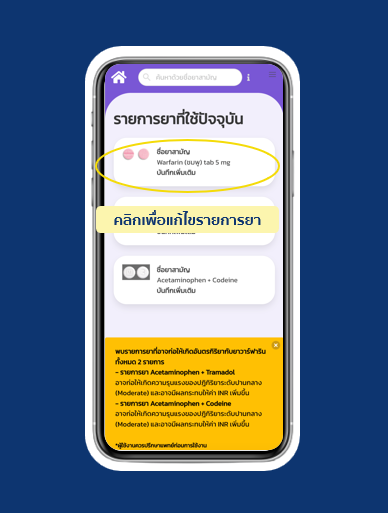 ค้นหาด้วยชื่อยาสามัญ
รายการยาที่ใช้ปัจจุบัน
ชื่อยาสามัญ
Warfarin (ชมพู) tab 5 mg
บันทึกเพิ่มเติม
คลิกเพื่อแก้ไขรายการยา
ชื่อยาสามัญ
Acetaminophen + Codeine
บันทึกเพิ่มเติม
พบรายการยาที่อาจก่อให้เกิดอันตรกิริยากับยาวาร์ฟาริน
ทั้งหมด 2 รายการ
- รายการยา Acetaminophen + Tramadol
อาจก่อให้เกิดความรุนแรงของปฏิกิริยาระดับปานกลาง
(Moderate) และอาจมีผลกระทบให้ค่า INR เพิ่มขึ้น
- รายการยา Acetaminophen + Codeine
อาจก่อให้เกิดความรุนแรงของปฏิกิริยาระดับปานกลาง
(Moderate) และอาจมีผลกระทบให้ค่า INR เพิ่มขึ้น
*ผู้ใช้งานควรปรึกษาแพทย์ก่อนการใช้งาน